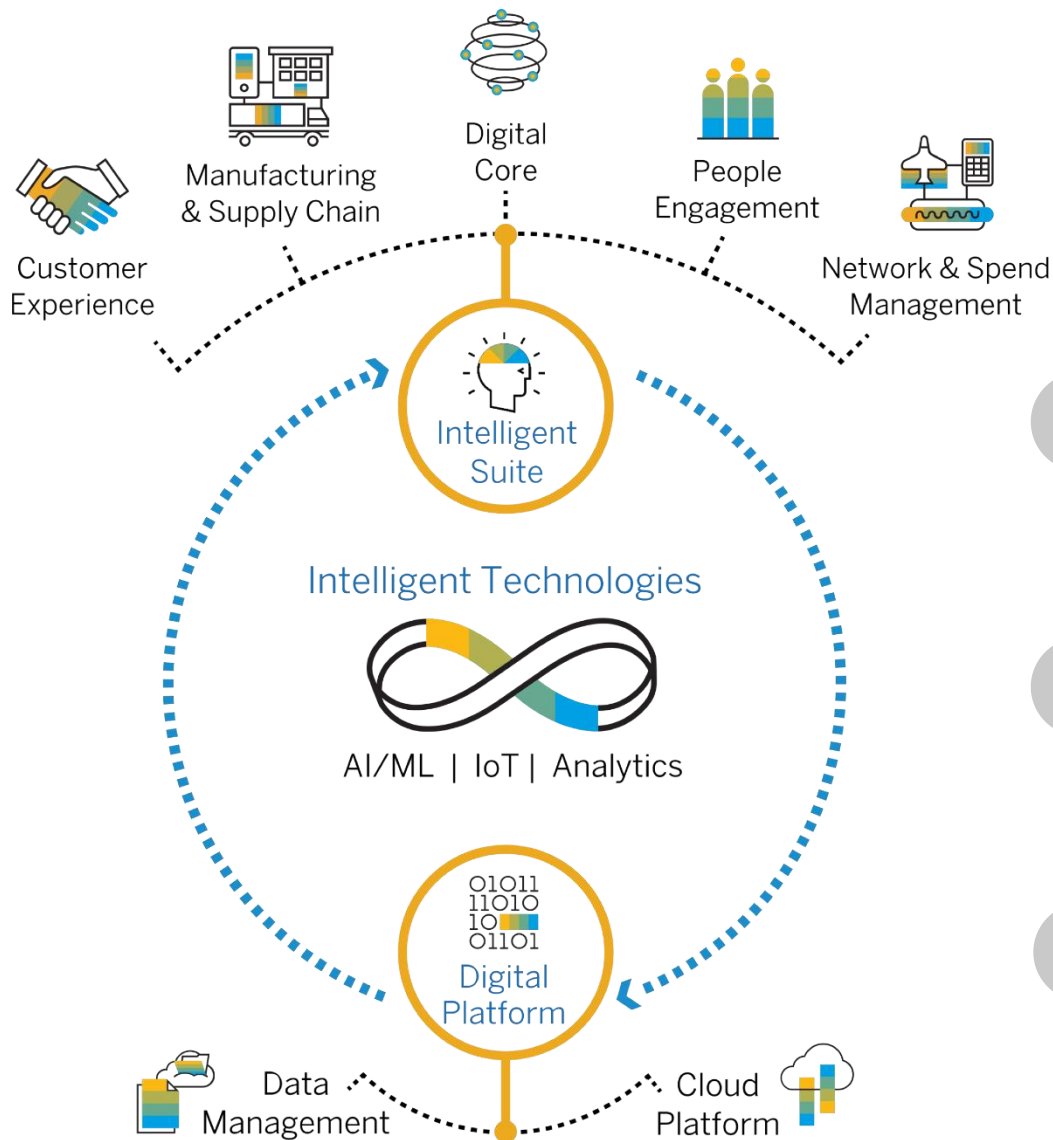 Digital
Core
Manufacturing
& Supply Chain
People
Engagement
Customer
Experience
Network & Spend
Management
Intelligent
Suite
Intelligent Technologies
AI/ML | IoT | Analytics
01011
11010
10
01101
Digital
Platform
Data
Management
Cloud
Platform